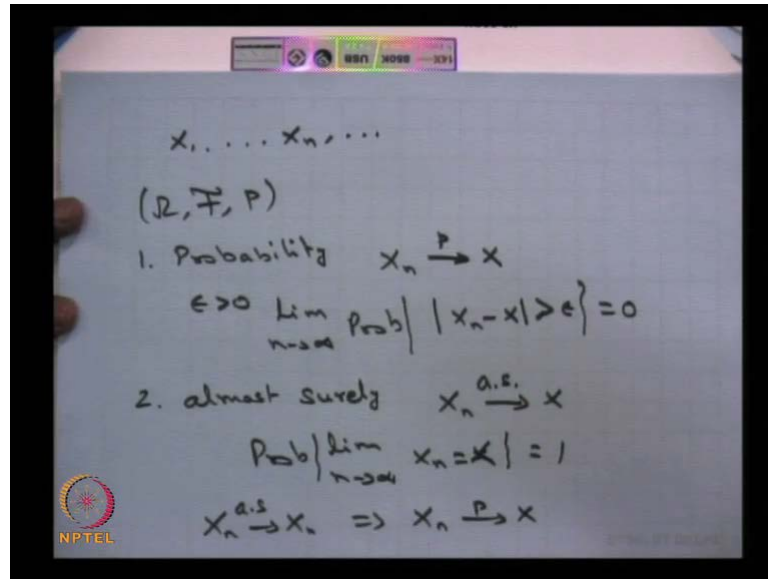 X₁ . . . . Xₙ, . . .
(Ω, F, P)
1. Probability Xₙ →ᴾ X
ε>0 Lim n→∞ Prob{ |Xₙ-X|>ε} = 0
2. almost surely Xₙ →ᵃ·ˢ· X
Prob{ Lim n→∞ Xₙ=X } = 1
Xₙ →ᵃ·ˢ Xₙ => Xₙ →ᴾ X
NPTEL